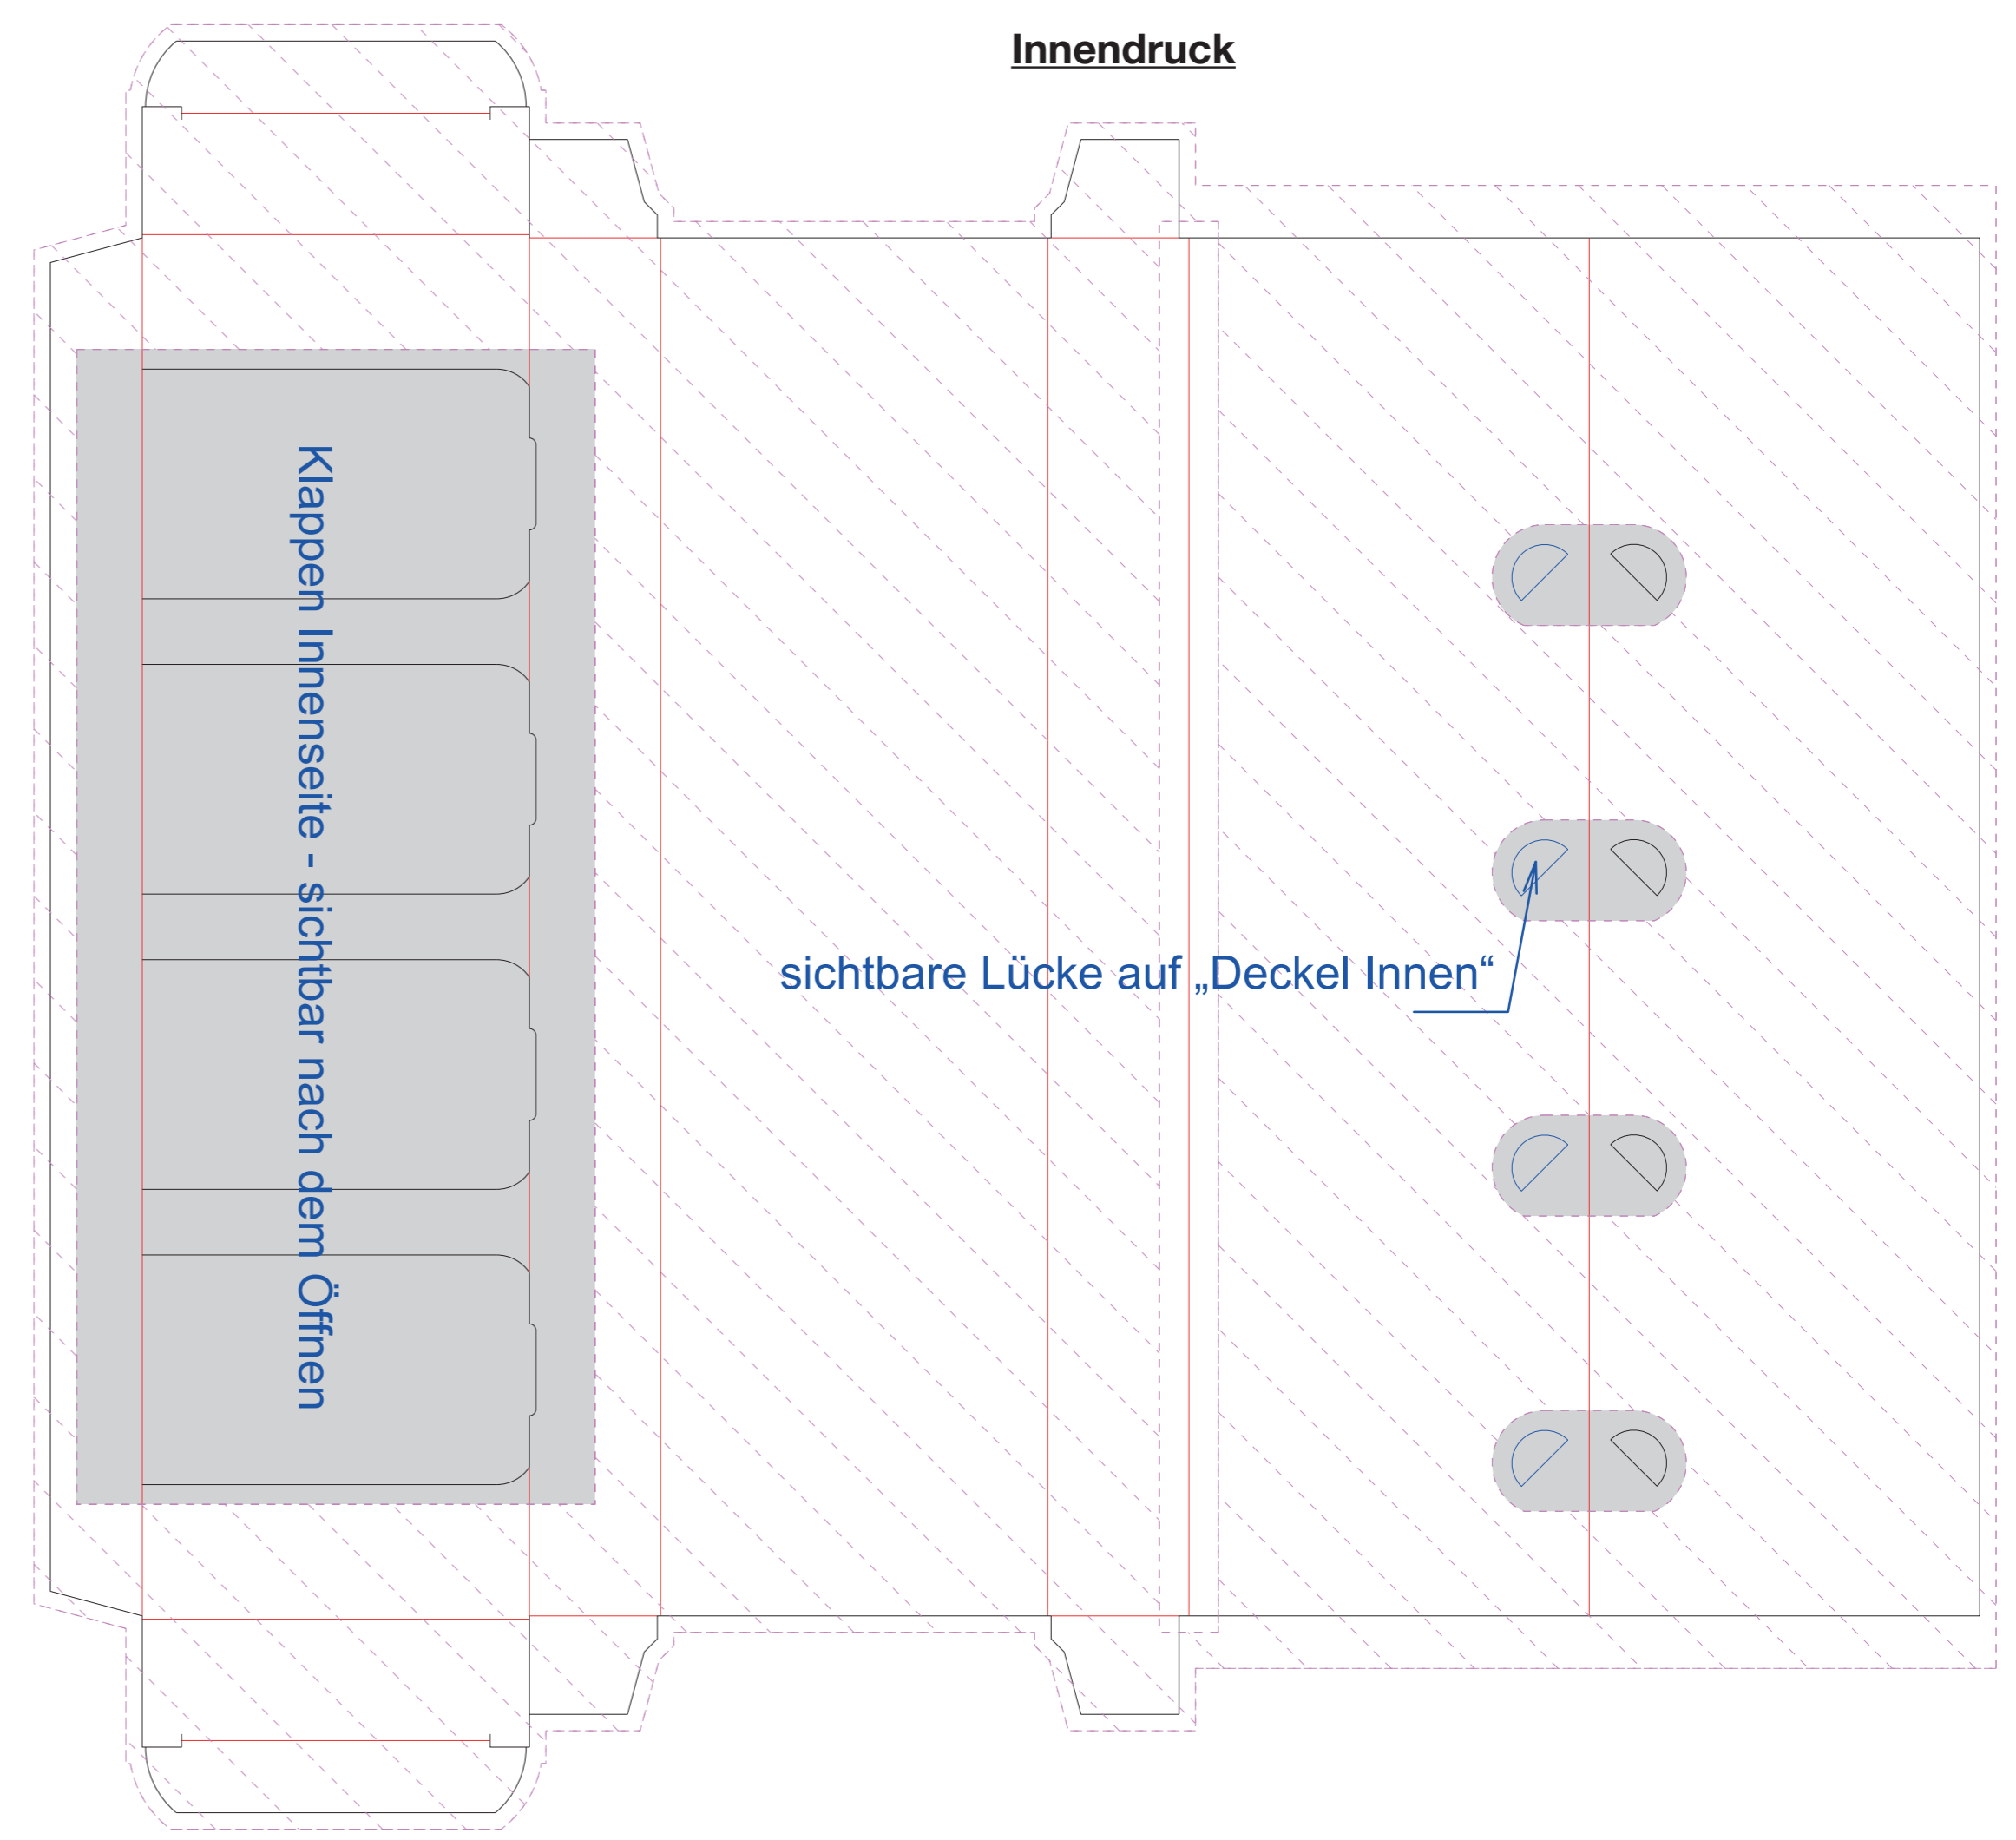 Innendruck
Klappen Innenseite - sichtbar nach dem Öffnen
sichtbare Lücke auf „Deckel Innen“